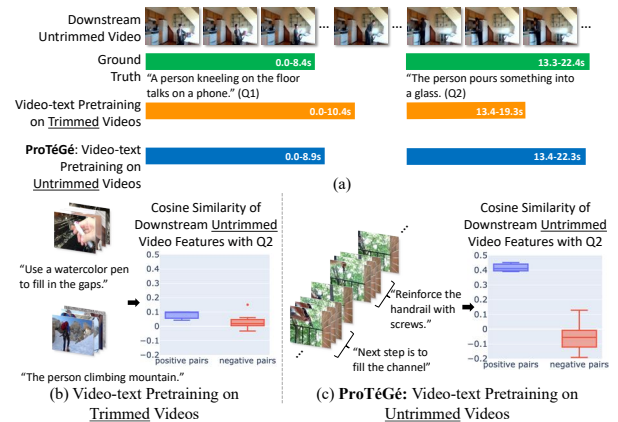 Downstream
Untrimmed Video
...
...
...
Ground
Truth
0.0-8.4s
13.3-22.4s
“A person kneeling on the floor
talks on a phone.” (Q1)
“The person pours something into
a glass. (Q2)
Video-text Pretraining
on Trimmed Videos
0.0-10.4s
13.4-19.3s
ProTéGé: Video-text
Pretraining on
Untrimmed Videos
0.0-8.9s
13.4-22.3s
(a)
Cosine Similarity of
Downstream Untrimmed
Video Features with Q2
“Use a watercolor pen
to fill in the gaps.”
“The person climbing mountain.”
0.5
0.4
0.3
0.2
0.1
0
−0.1
−0.2
positive pairs
negative pairs
(b) Video-text Pretraining on
Trimmed Videos
Cosine Similarity of
Downstream Untrimmed
Video Features with Q2
...
“Reinforce the
handrail with
screws.”
“Next step is to
fill the channel”
...
0.5
0.4
0.3
0.2
0.1
0
−0.1
−0.2
positive pairs
negative pairs
(c) ProTéGé: Video-text Pretraining on
Untrimmed Videos